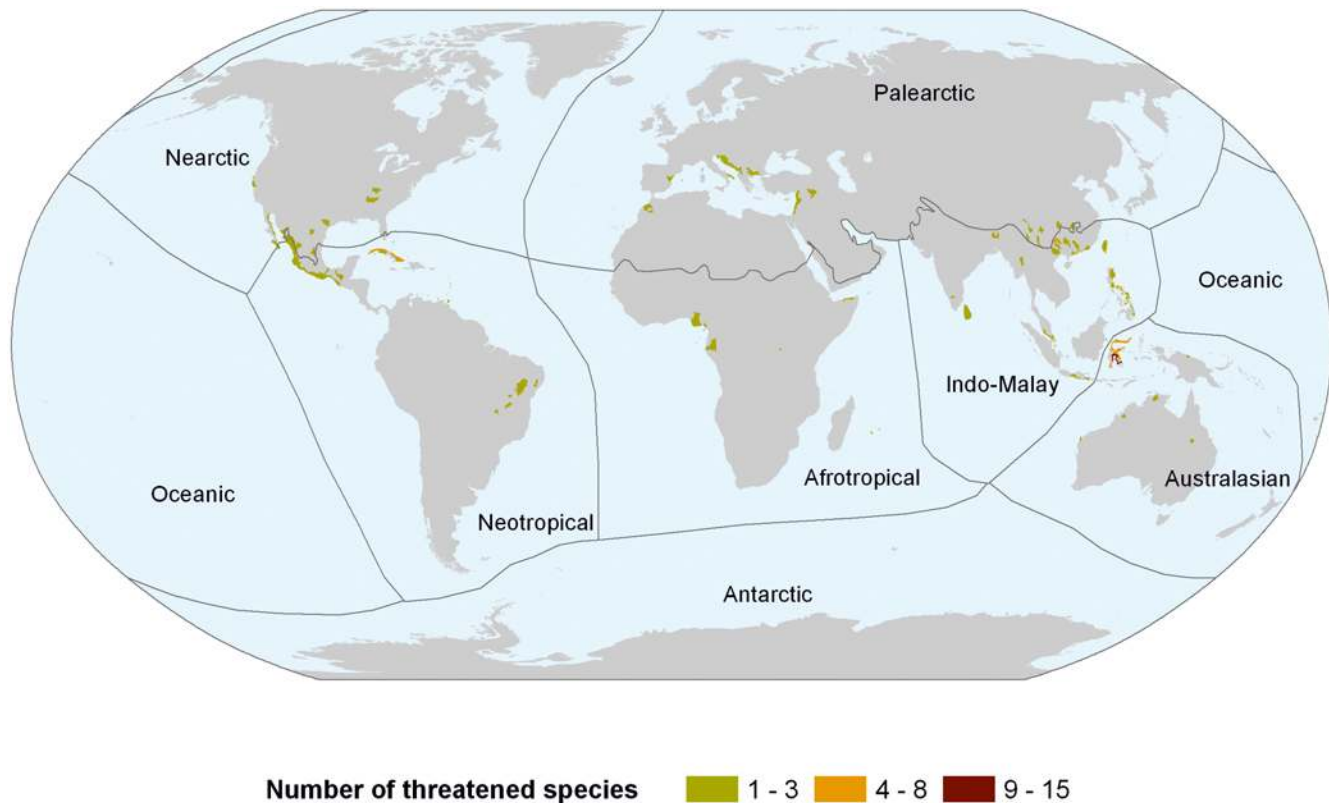 Palearctic
Nearctic
Oceanic
Indo-Malay
Oceanic
Afrotropical
Australasian
Neotropical
Antarctic
Number of threatened species 1 - 3 4 - 8 9 - 15